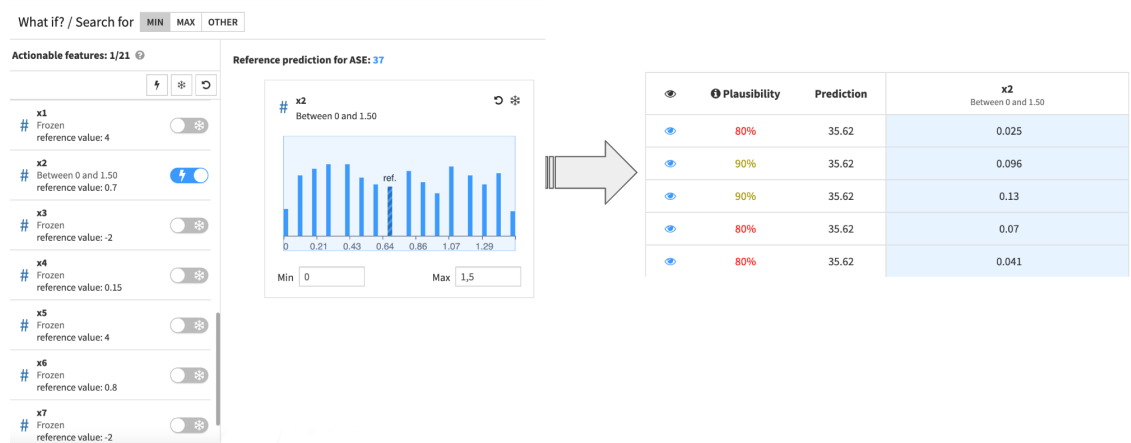 What if? / Search for MIN MAX OTHER
Actionable features: 1/21
x1
Frozen
reference value: 4
x2
Between 0 and 1.50
reference value: 0.7
x3
Frozen
reference value: -2
x4
Frozen
reference value: 0.15
x5
Frozen
reference value: 4
x6
Frozen
reference value: 0.8
x7
Frozen
reference value: -2
Reference prediction for ASE: 37
x2
Between 0 and 1.50
ref.
0 0.21 0.43 0.64 0.86 1.07 1.29
Min 0 Max 1,5
Plausibility Prediction x2
Between 0 and 1.50
80% 35.62 0.025
90% 35.62 0.096
90% 35.62 0.13
80% 35.62 0.07
80% 35.62 0.041